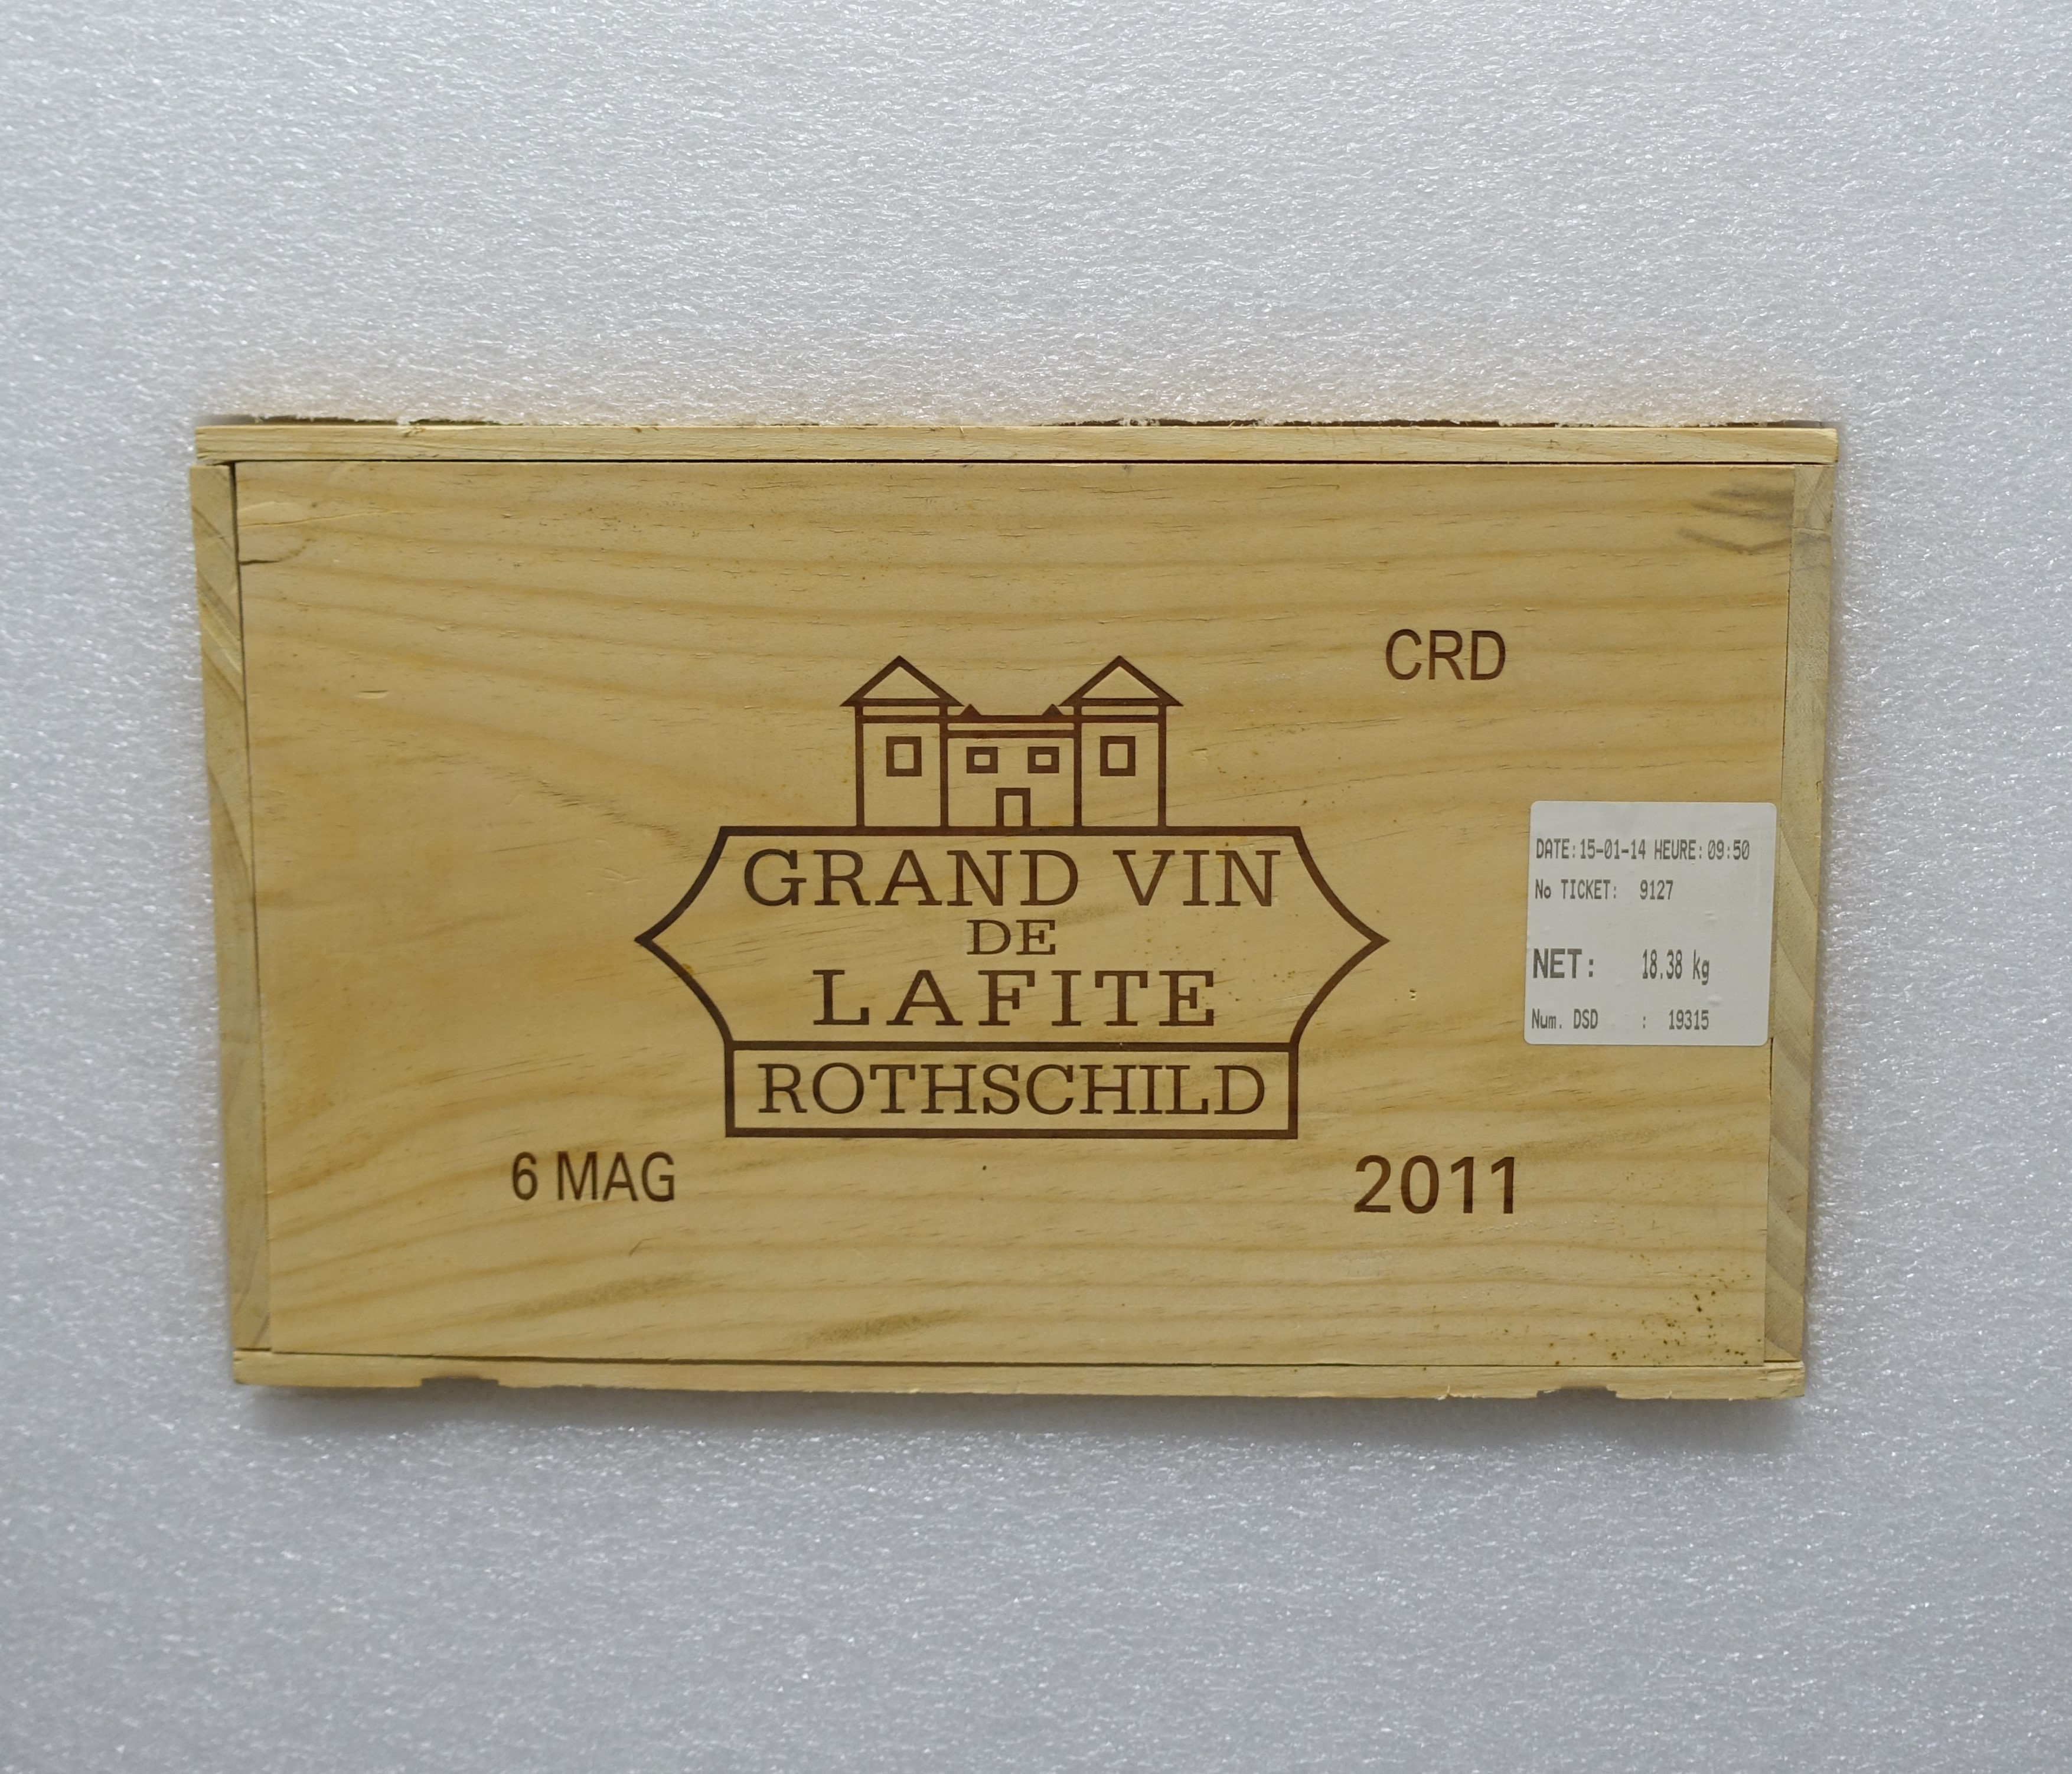 CRD
GRAND VIN
DE
LAFITE
ROTHSCHILD
6 MAG
2011
DATE:15-01-14 HEURE:09:50
No TICKET: 9127
NET: 18.38 kg
Num. DSD : 19315